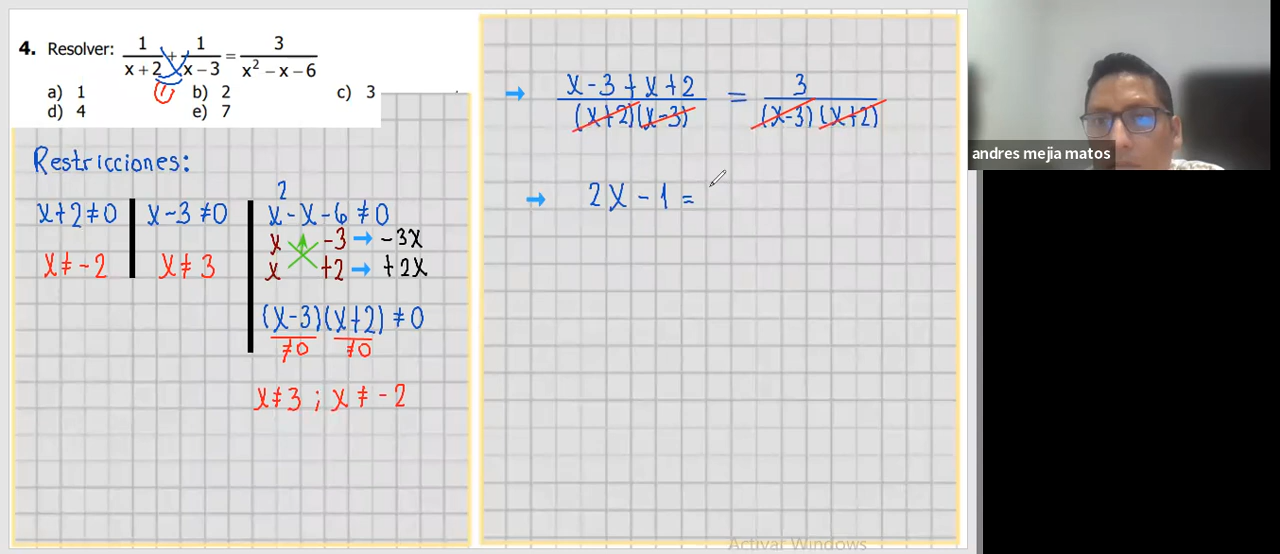 4. Resolver: 1/(x+2) + 1/(x−3) = 3/(x² − x − 6)
(1)
a) 1 b) 2 c) 3
d) 4 e) 7
Restricciones:
x+2≠0
x≠-2
x-3≠0
x≠3
x²-x-6≠0
x -3 → -3x
x +2 → +2x
(x-3)(x+2)≠0
≠0 ≠0
x≠3 ; x≠-2
→ (x-3+x+2)/((x+2)(x-3)) = 3/((x-3)(x+2))
→ 2x-1=
andres mejia matos
Activar Windows